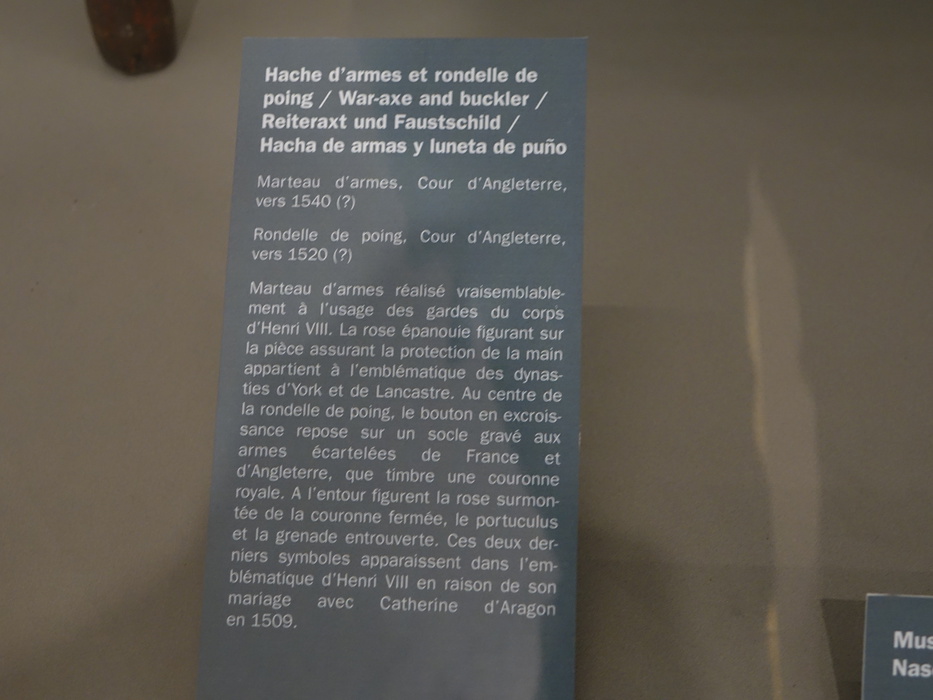 Hache d'armes et rondelle de
poing / War-axe and buckler /
Reiteraxt und Faustschild /
Hacha de armas y luneta de puño
Marteau d'armes, Cour d'Angleterre,
vers 1540 (?)
Rondelle de poing, Cour d'Angleterre,
vers 1520 (?)
Marteau d'armes réalisé vraisemblable-
ment à l'usage des gardes du corps
d'Henri VIII. La rose épanouie figurant sur
la pièce assurant la protection de la main
appartient à l'emblématique des dynas-
ties d'York et de Lancastre. Au centre de
la rondelle de poing, le bouton en excrois-
sance repose sur un socle gravé aux
armes écartelées de France et
d'Angleterre, que timbre une couronne
royale. A l'entour figurent la rose surmon-
tée de la couronne fermée, le portuculus
et la grenade entrouverte. Ces deux der-
niers symboles apparaissent dans l'em-
blématique d'Henri VIII en raison de son
mariage avec Catherine d'Aragon
en 1509.
Mus
Nas